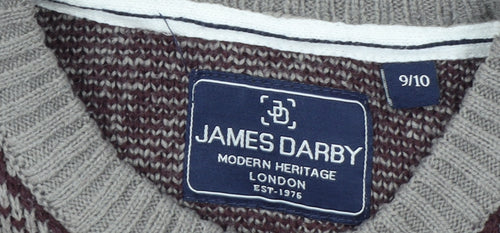 9/10
JD
JAMES DARBY
MODERN HERITAGE
LONDON
EST-1976